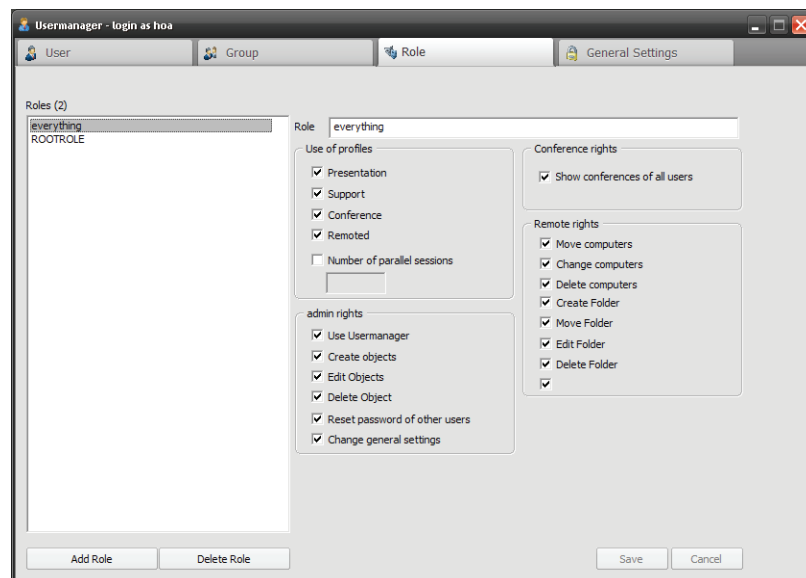 Usermanager - login as hoa
User
Group
Role
General Settings
Roles (2)
everything
ROOTROLE
Role everything
Use of profiles
Presentation
Support
Conference
Remoted
Number of parallel sessions
admin rights
Use Usermanager
Create objects
Edit Objects
Delete Object
Reset password of other users
Change general settings
Conference rights
Show conferences of all users
Remote rights
Move computers
Change computers
Delete computers
Create Folder
Move Folder
Edit Folder
Delete Folder
Add Role
Delete Role
Save
Cancel